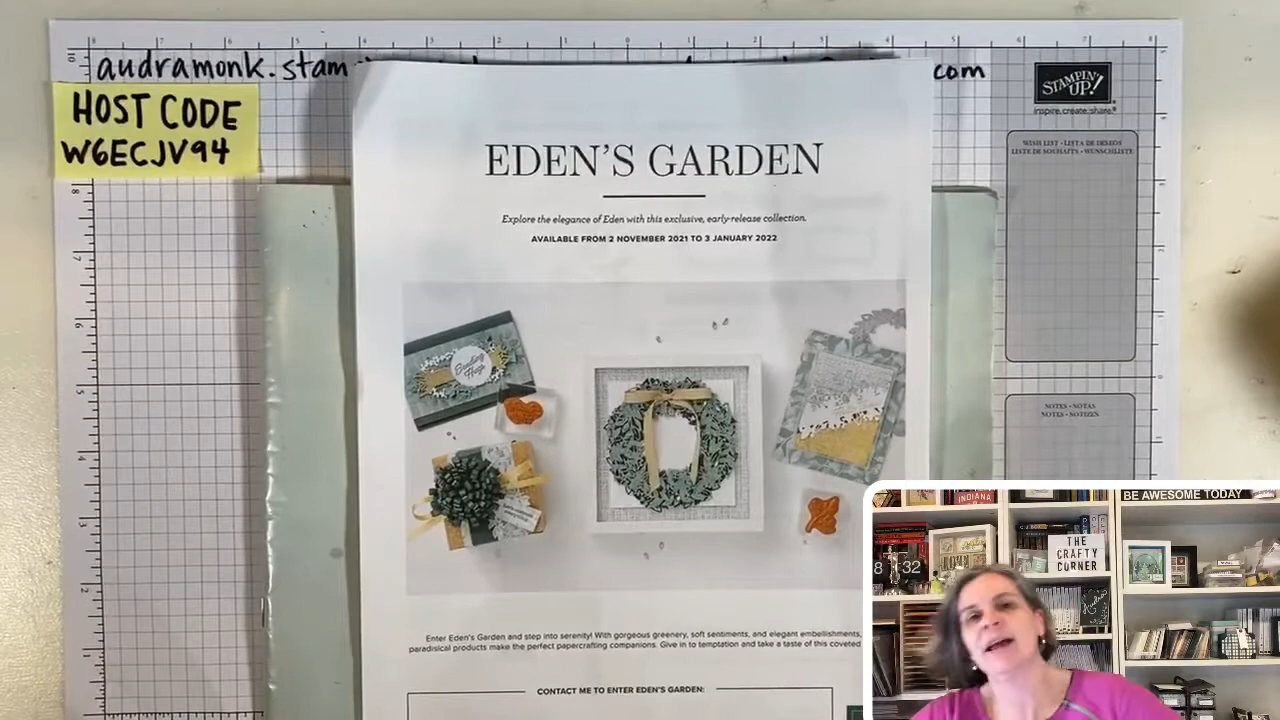 audramonk.stam
com
HOST CODE
W6ECJV94
STAMPIN' UP!
inspire.create.share.
WISH LIST • LISTA DE DESEOS
LISTE DE SOUHAITS • WUNSCHLISTE
NOTES • NOTAS
NOTES • NOTIZEN
EDEN'S GARDEN
Explore the elegance of Eden with this exclusive, early-release collection.
AVAILABLE FROM 2 NOVEMBER 2021 TO 3 JANUARY 2022
Sending
Hugs
Enter Eden's Garden and step into serenity! With gorgeous greenery, soft sentiments, and elegant embellishments,
paradisical products make the perfect papercrafting companions. Give in to temptation and take a taste of this coveted
CONTACT ME TO ENTER EDEN'S GARDEN:
INDIANA
BE AWESOME TODAY
THE
CRAFTY
CORNER
8 32